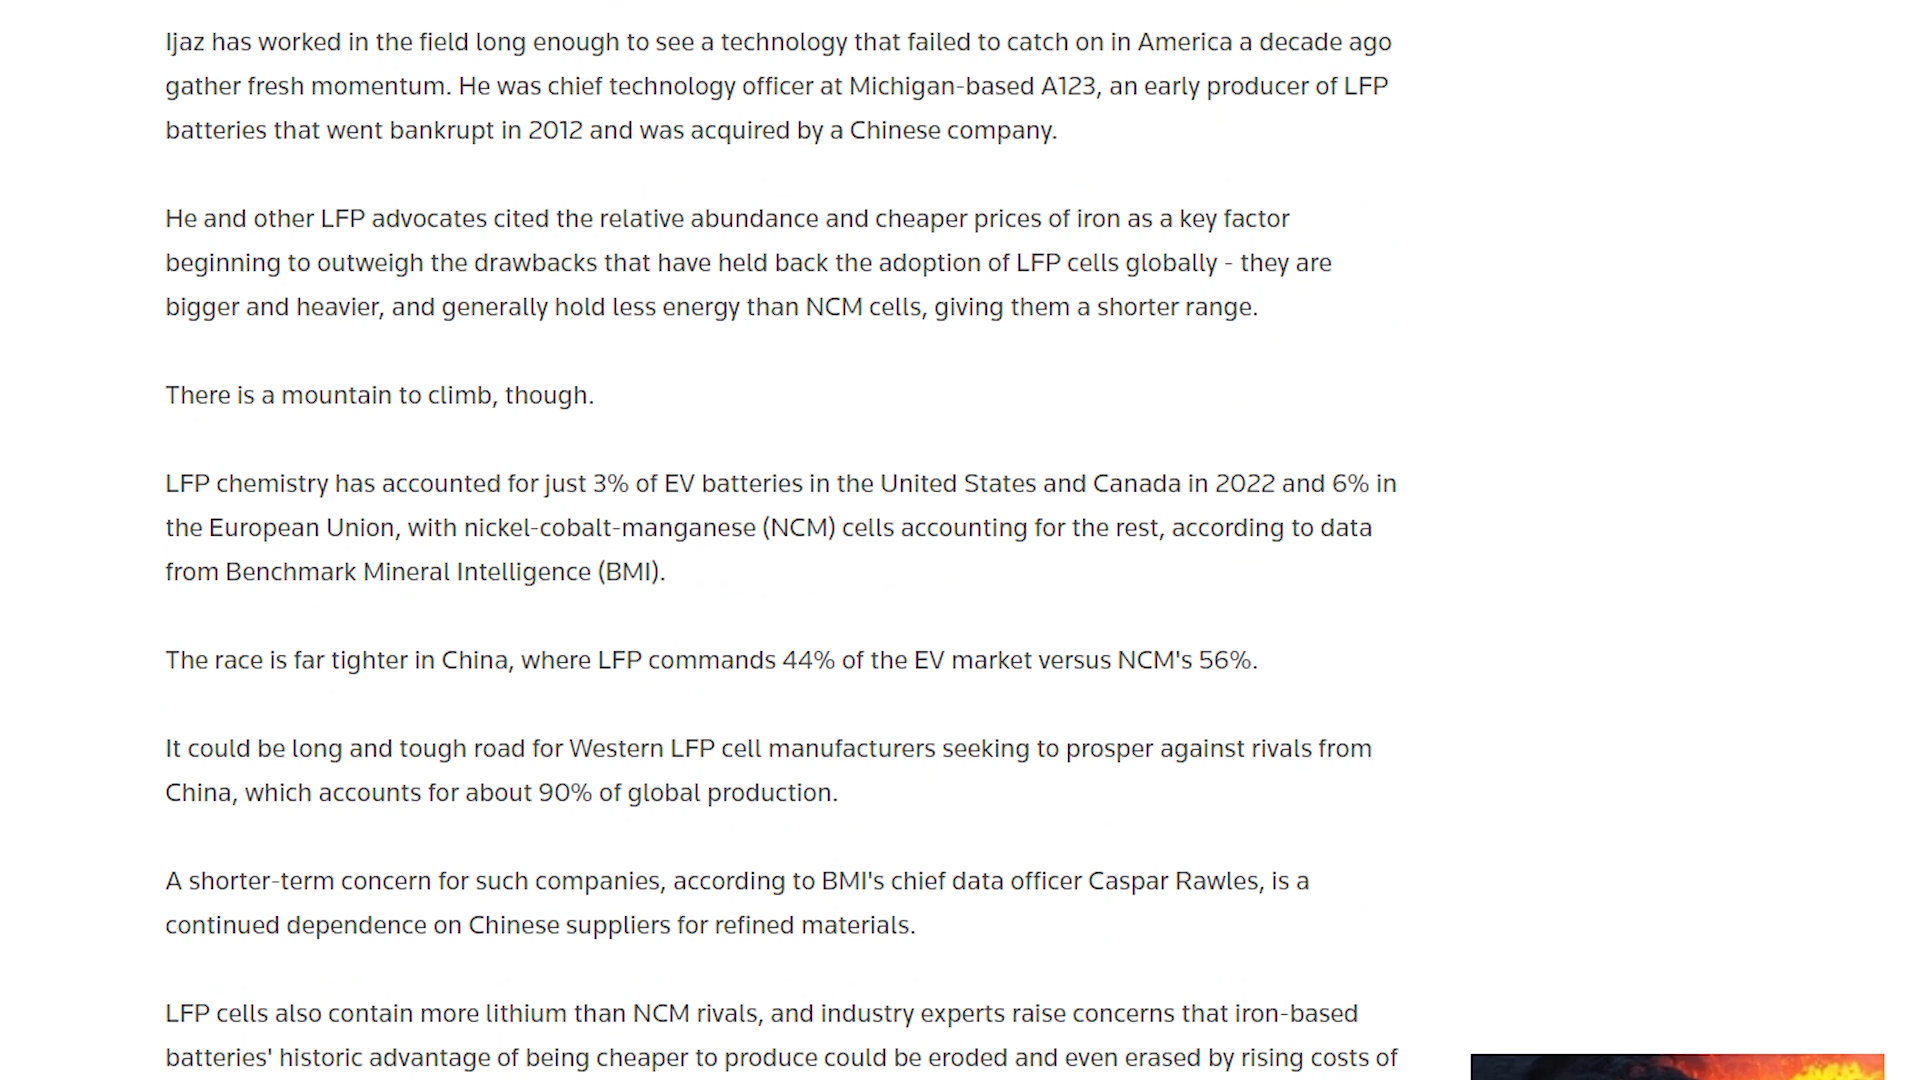 Ijaz has worked in the field long enough to see a technology that failed to catch on in America a decade ago
gather fresh momentum. He was chief technology officer at Michigan-based A123, an early producer of LFP
batteries that went bankrupt in 2012 and was acquired by a Chinese company.
He and other LFP advocates cited the relative abundance and cheaper prices of iron as a key factor
beginning to outweigh the drawbacks that have held back the adoption of LFP cells globally - they are
bigger and heavier, and generally hold less energy than NCM cells, giving them a shorter range.
There is a mountain to climb, though.
LFP chemistry has accounted for just 3% of EV batteries in the United States and Canada in 2022 and 6% in
the European Union, with nickel-cobalt-manganese (NCM) cells accounting for the rest, according to data
from Benchmark Mineral Intelligence (BMI).
The race is far tighter in China, where LFP commands 44% of the EV market versus NCM's 56%.
It could be long and tough road for Western LFP cell manufacturers seeking to prosper against rivals from
China, which accounts for about 90% of global production.
A shorter-term concern for such companies, according to BMI's chief data officer Caspar Rawles, is a
continued dependence on Chinese suppliers for refined materials.
LFP cells also contain more lithium than NCM rivals, and industry experts raise concerns that iron-based
batteries' historic advantage of being cheaper to produce could be eroded and even erased by rising costs of